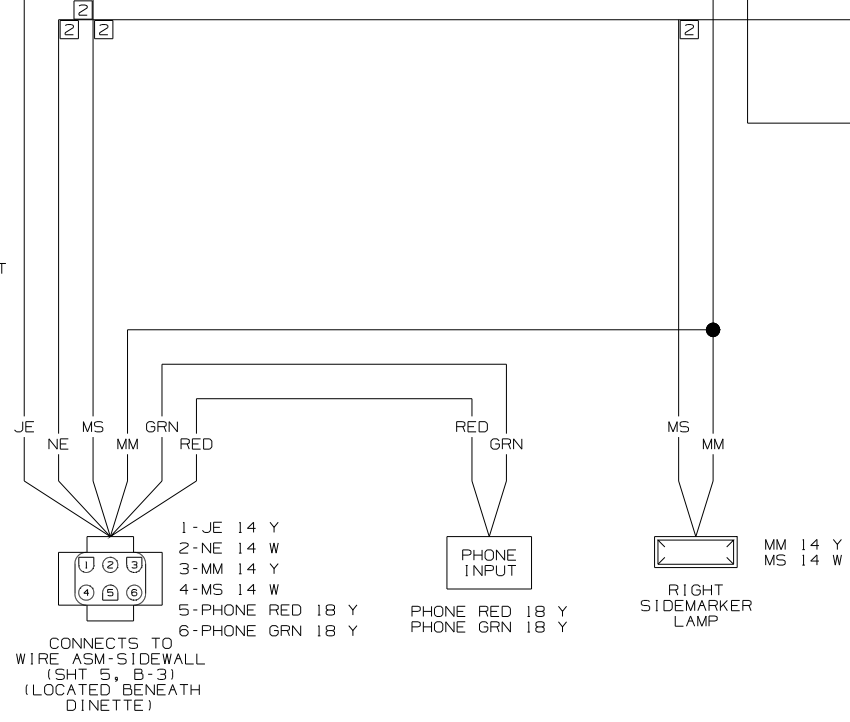 2
2 2 2
T
JE MS GRN RED MS
NE MM RED GRN MM
1-JE 14 Y
2-NE 14 W
3-MM 14 Y
4-MS 14 W
5-PHONE RED 18 Y
6-PHONE GRN 18 Y
1 2 3
4 5 6
CONNECTS TO
WIRE ASM-SIDEWALL
(SHT 5, B-3)
(LOCATED BENEATH
DINETTE)
PHONE
INPUT
PHONE RED 18 Y
PHONE GRN 18 Y
MM 14 Y
MS 14 W
RIGHT
SIDEMARKER
LAMP